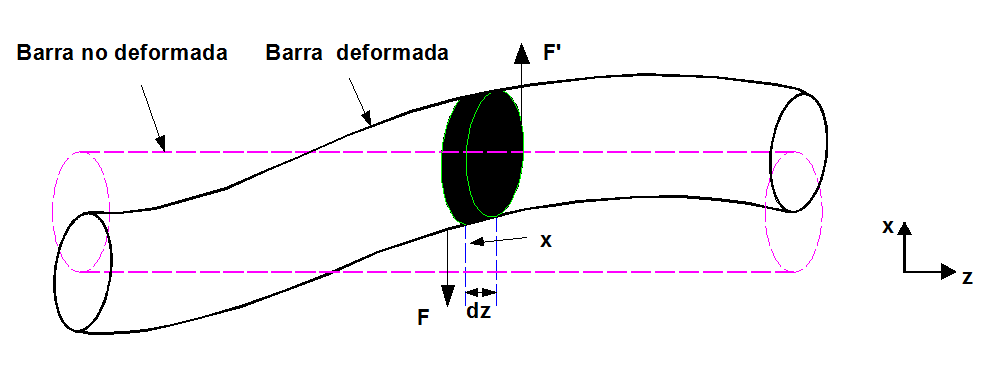 Barra no deformada
Barra deformada
F'
x
F
dz
x
z